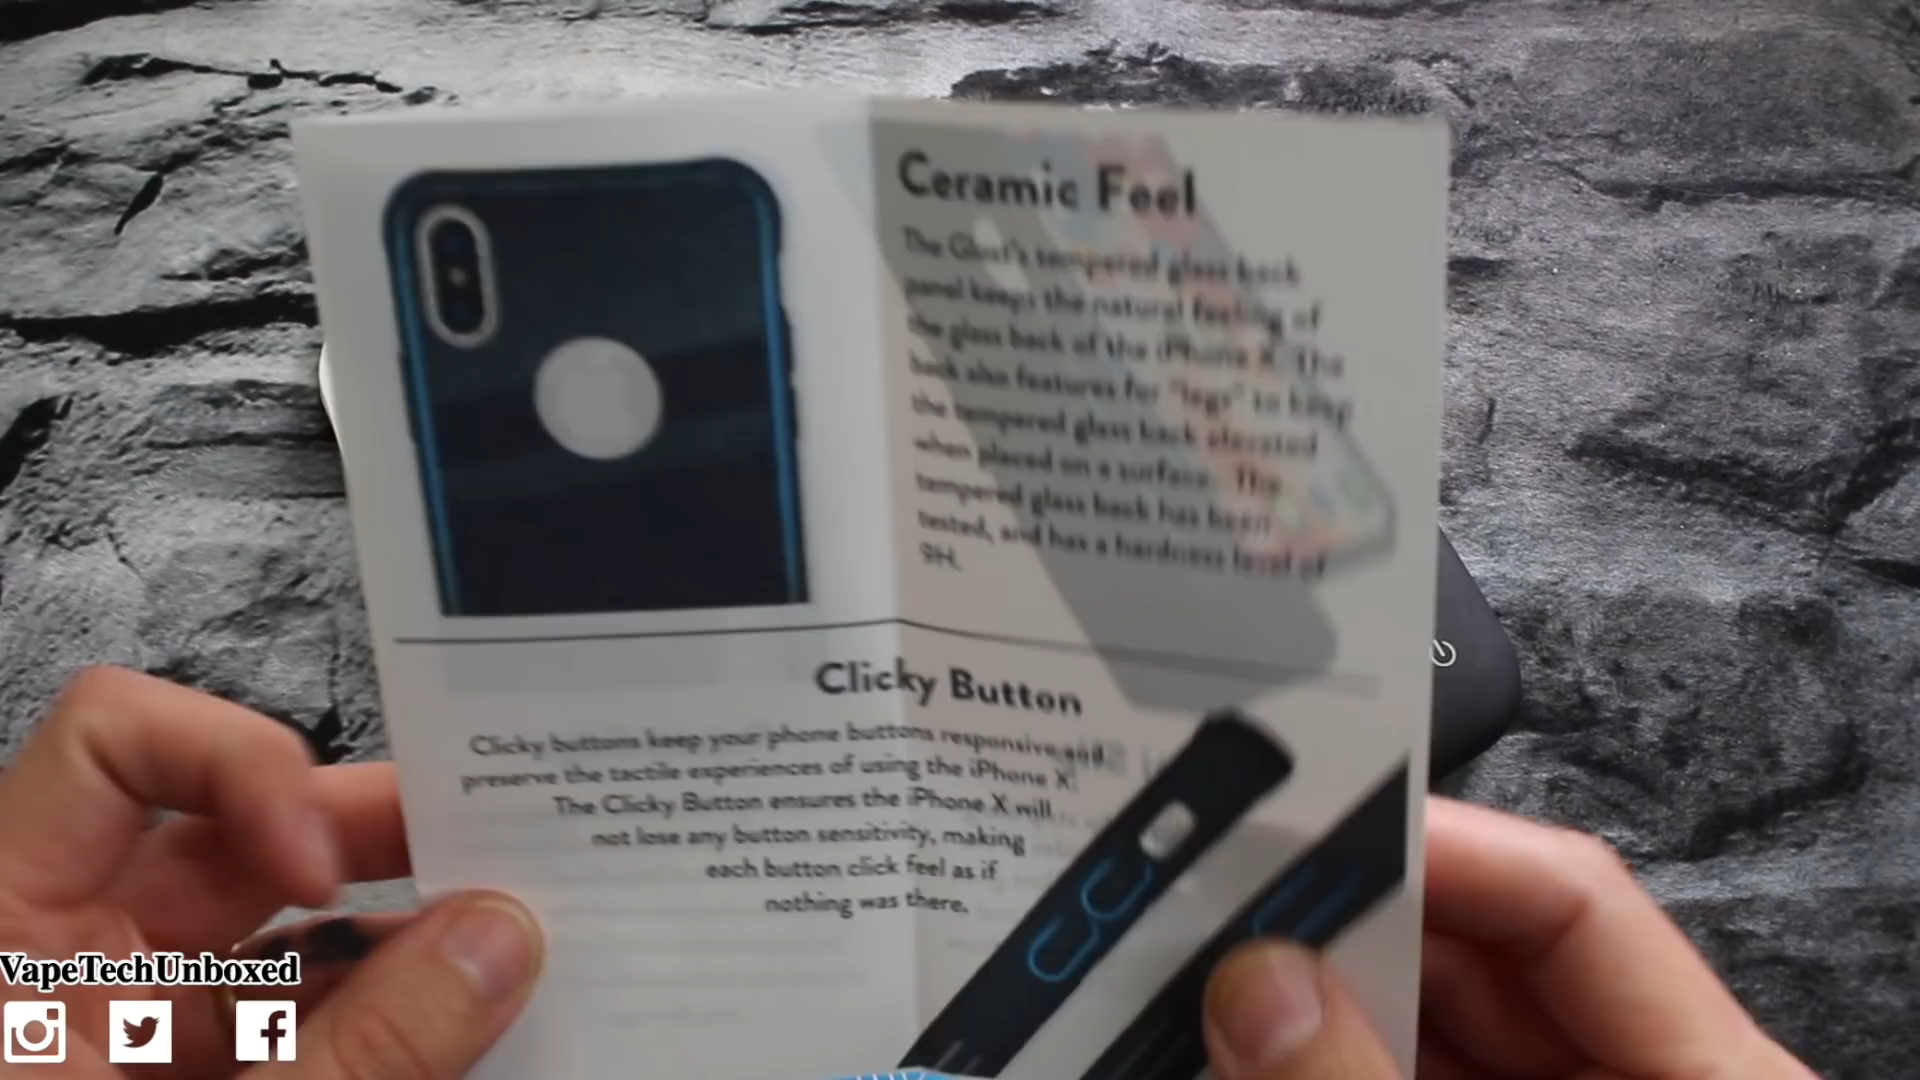 Ceramic Feel
The Glost's tempered glass back
panel keeps the natural feeling of
the glass back of the iPhone X. The
back also features for "legs" to keep
the tempered glass back elevated
when placed on a surface. The
tempered glass back has been
tested, and has a hardness level of
9H.
Clicky Button
Clicky buttons keep your phone buttons responsive and
preserve the tactile experiences of using the iPhone X.
The Clicky Button ensures the iPhone X will
not lose any button sensitivity, making
each button click feel as if
nothing was there.
VapeTechUnboxed